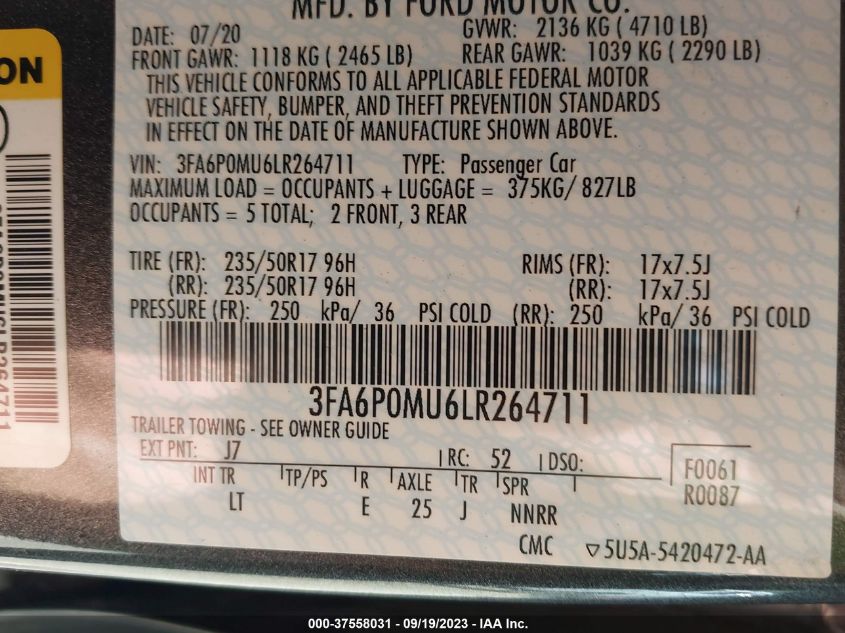 MFD. BY FORD MOTOR CO.
DATE: 07/20 GVWR: 2136 KG ( 4710 LB)
FRONT GAWR: 1118 KG ( 2465 LB) REAR GAWR: 1039 KG ( 2290 LB)
THIS VEHICLE CONFORMS TO ALL APPLICABLE FEDERAL MOTOR
VEHICLE SAFETY, BUMPER, AND THEFT PREVENTION STANDARDS
IN EFFECT ON THE DATE OF MANUFACTURE SHOWN ABOVE.
VIN: 3FA6P0MU6LR264711 TYPE: Passenger Car
MAXIMUM LOAD = OCCUPANTS + LUGGAGE = 375KG/ 827LB
OCCUPANTS = 5 TOTAL; 2 FRONT, 3 REAR
TIRE (FR): 235/50R17 96H RIMS (FR): 17x7.5J
(RR): 235/50R17 96H (RR): 17x7.5J
PRESSURE (FR): 250 kPa/ 36 PSI COLD (RR): 250 kPa/ 36 PSI COLD
3FA6P0MU6LR264711
TRAILER TOWING - SEE OWNER GUIDE
EXT PNT: J7 RC: 52 DSO:
F0061
R0087
INT TR TP/PS R AXLE TR SPR
LT E 25 J NNRR
CMC ▽5U5A-5420472-AA
ON
3FA6P0MU6LR264711
000-37558031 - 09/19/2023 - IAA Inc.